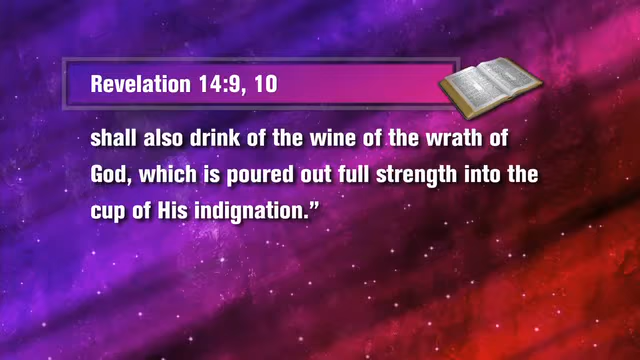 Revelation 14:9, 10
shall also drink of the wine of the wrath of
God, which is poured out full strength into the
cup of His indignation.”